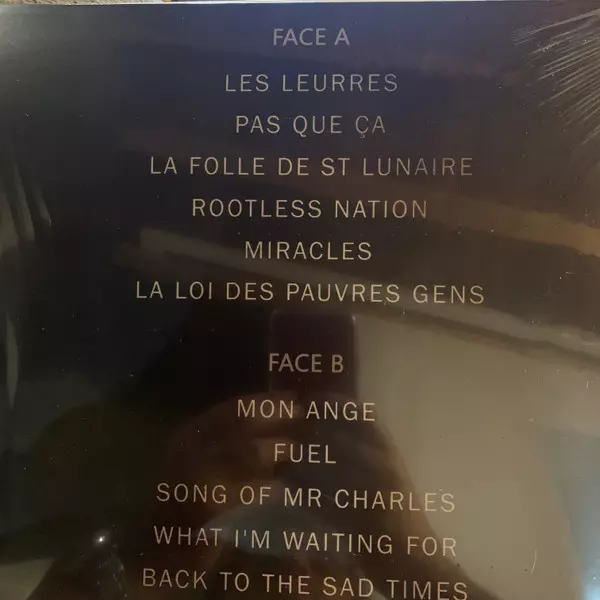 FACE A
LES LEURRES
PAS QUE ÇA
LA FOLLE DE ST LUNAIRE
ROOTLESS NATION
MIRACLES
LA LOI DES PAUVRES GENS
FACE B
MON ANGE
FUEL
SONG OF MR CHARLES
WHAT I'M WAITING FOR
BACK TO THE SAD TIMES